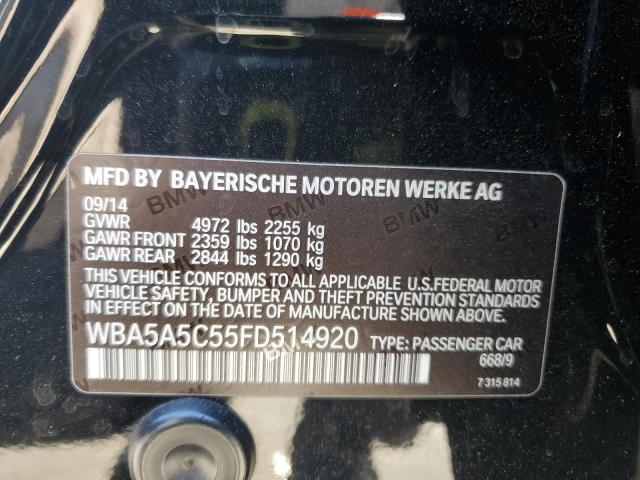 MFD BY BAYERISCHE MOTOREN WERKE AG
09/14
GVWR 4972 lbs 2255 kg
GAWR FRONT 2359 lbs 1070 kg
GAWR REAR 2844 lbs 1290 kg
THIS VEHICLE CONFORMS TO ALL APPLICABLE U.S.FEDERAL MOTOR
VEHICLE SAFETY, BUMPER AND THEFT PREVENTION STANDARDS
IN EFFECT ON THE DATE OF MANUFACTURE SHOWN ABOVE.
WBA5A5C55FD514920 TYPE: PASSENGER CAR
668/9
7 315 814